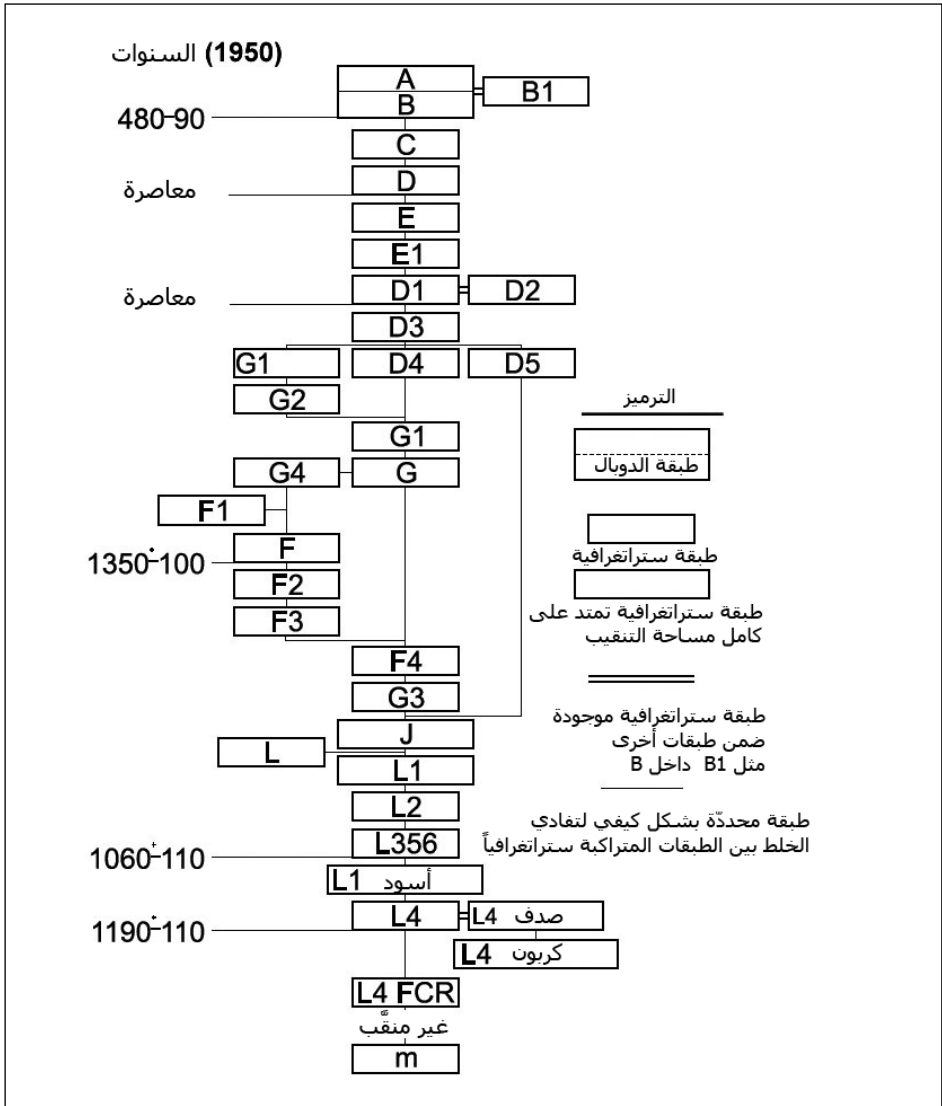 السنوات (1950)
A
B
B1
480-90
C
معاصرة
D
E
E1
معاصرة
D1
D2
D3
G1
D4
D5
G2
G1
G4
G
F1
1350+-100
F
F2
F3
F4
G3
J
L
L1
L2
1060+-110
L356
L1 أسود
1190+-110
L4
L4 صدف
L4 كربون
L4 FCR
غير منقَّب
m
الترميز
طبقة الدوبال
طبقة ستراتغرافية
طبقة ستراتغرافية تمتد على
كامل مساحة التنقيب
طبقة ستراتغرافية موجودة
ضمن طبقات أخرى
مثل B1 داخل B
طبقة محددّة بشكل كيفي لتفادي
الخلط بين الطبقات المتراكبة ستراتغرافياً